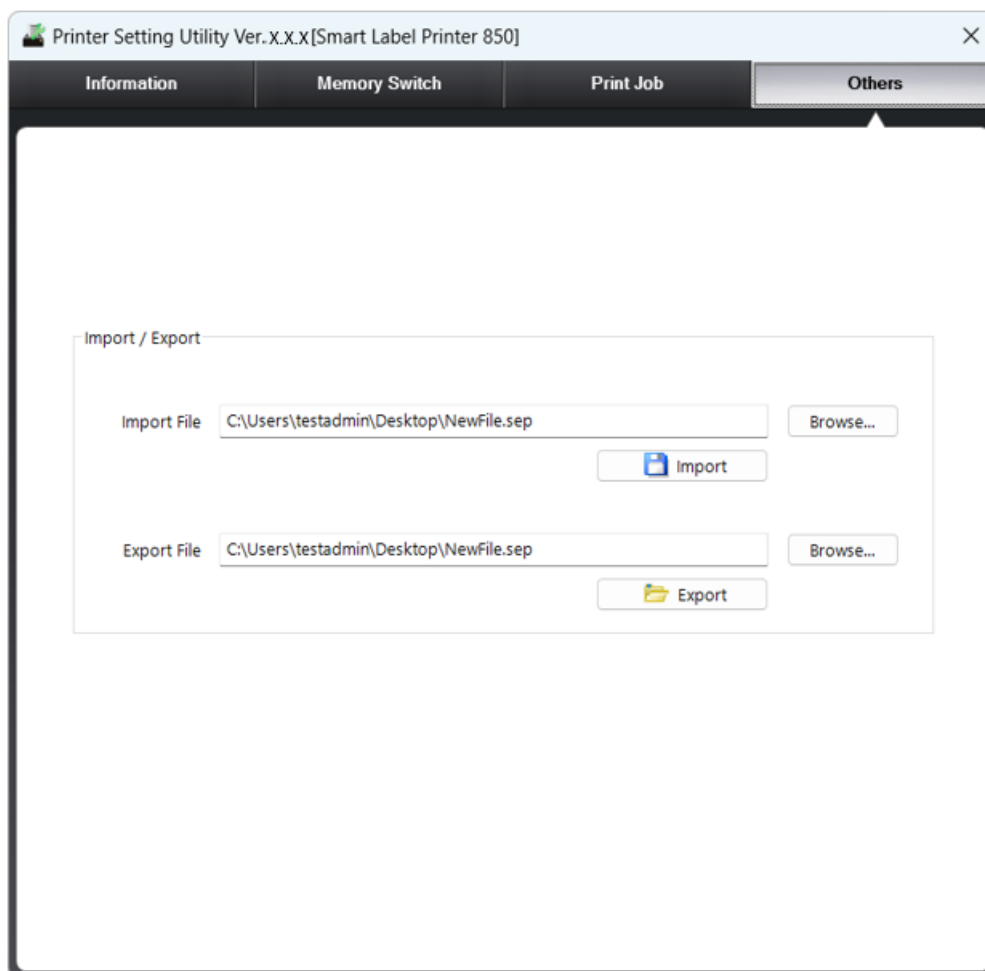 Printer Setting Utility Ver.x.x.x[Smart Label Printer 850]
Information Memory Switch Print Job Others
Import / Export
Import File C:\Users\testadmin\Desktop\NewFile.sep Browse...
Import
Export File C:\Users\testadmin\Desktop\NewFile.sep Browse...
Export